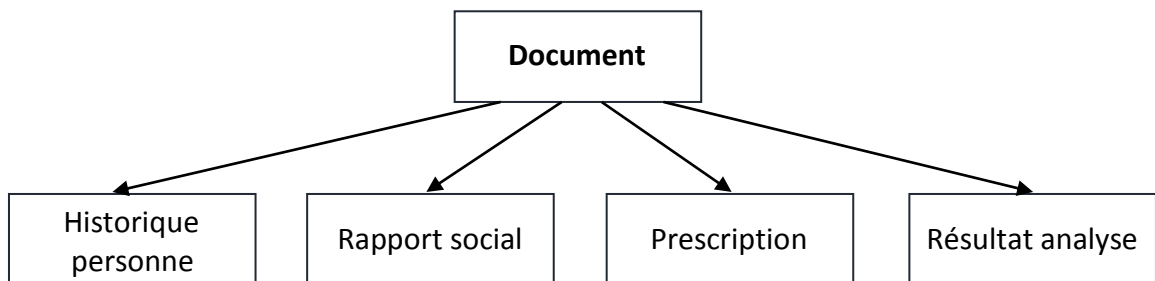 Document
Historique
personne
Rapport social
Prescription
Résultat analyse